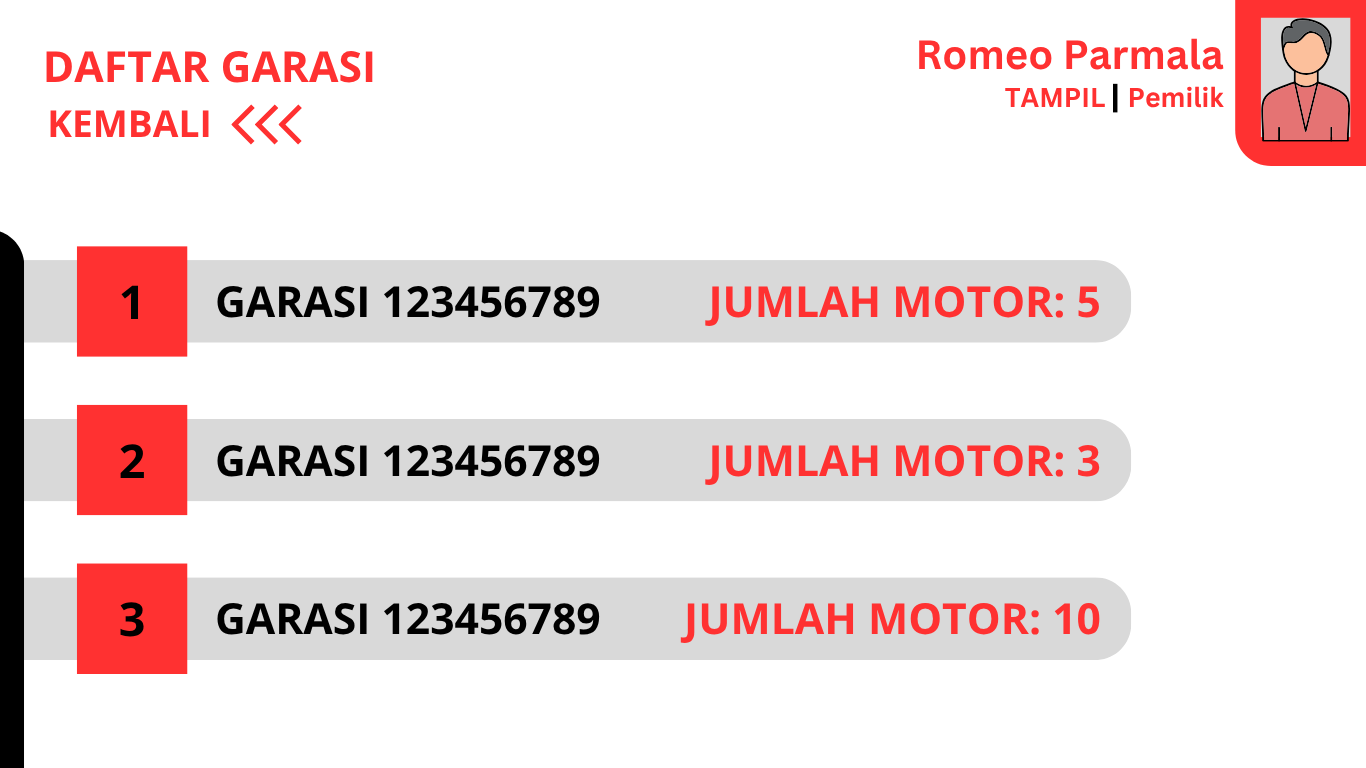 DAFTAR GARASI
KEMBALI
Romeo Parmala
TAMPIL | Pemilik
1 GARASI 123456789 JUMLAH MOTOR: 5
2 GARASI 123456789 JUMLAH MOTOR: 3
3 GARASI 123456789 JUMLAH MOTOR: 10